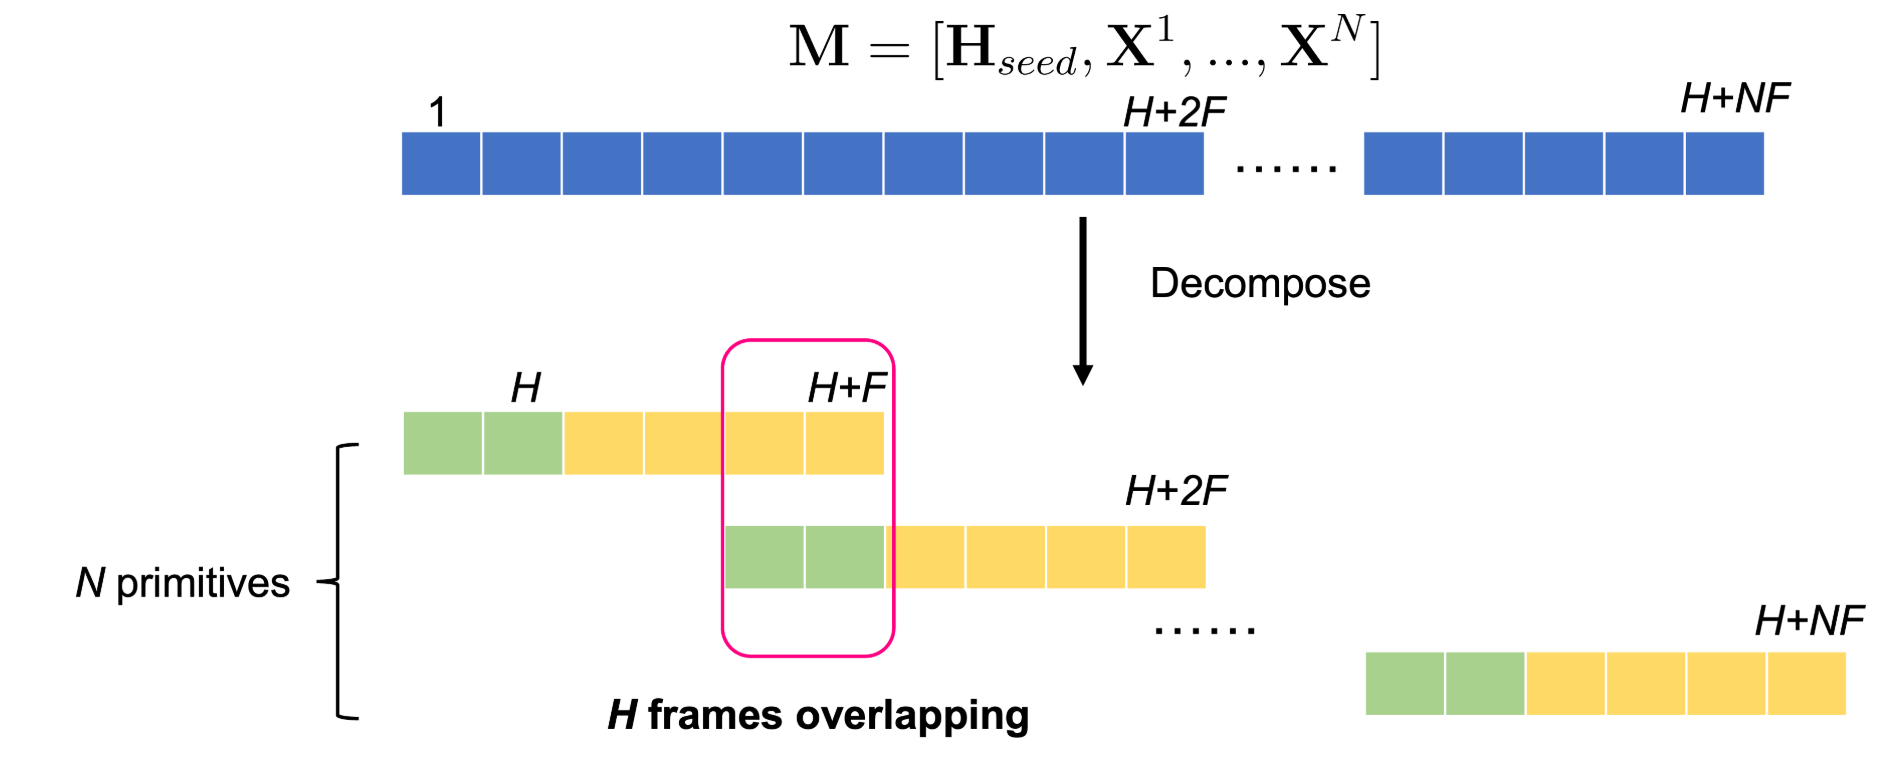 M = [H_seed, X^1, ..., X^N]
1 H+2F H+NF
......
Decompose
H H+F
H+2F
N primitives
......
H+NF
H frames overlapping